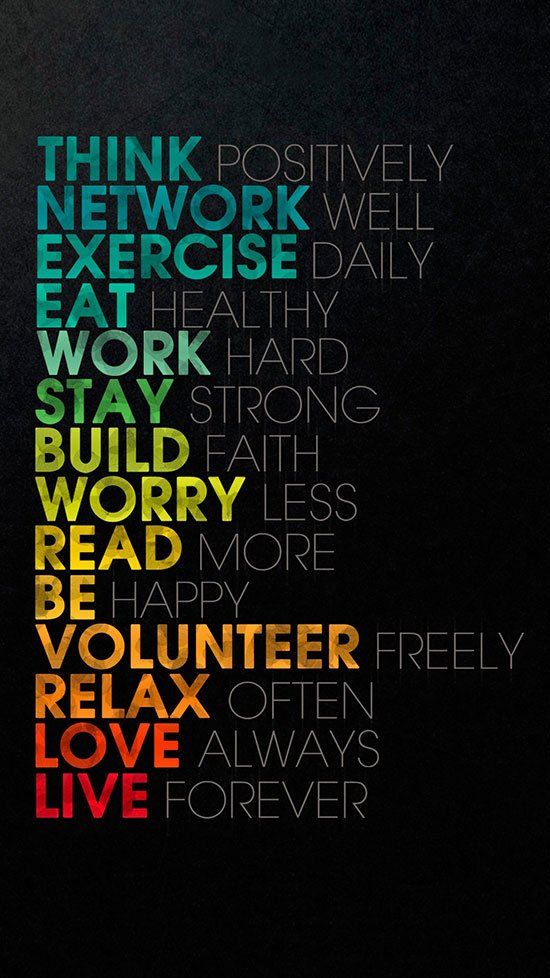 THINK POSITIVELY
NETWORK WELL
EXERCISE DAILY
EAT HEALTHY
WORK HARD
STAY STRONG
BUILD FAITH
WORRY LESS
READ MORE
BE HAPPY
VOLUNTEER FREELY
RELAX OFTEN
LOVE ALWAYS
LIVE FOREVER